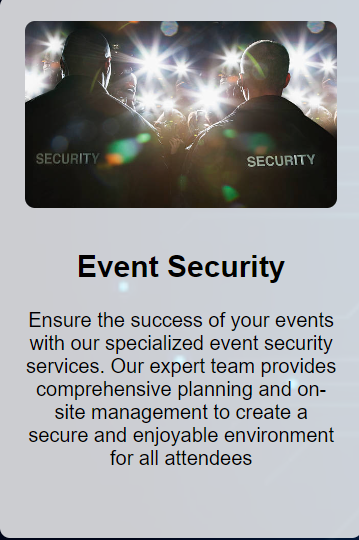 SECURITY
SECURITY
Event Security
Ensure the success of your events
with our specialized event security
services. Our expert team provides
comprehensive planning and on-
site management to create a
secure and enjoyable environment
for all attendees